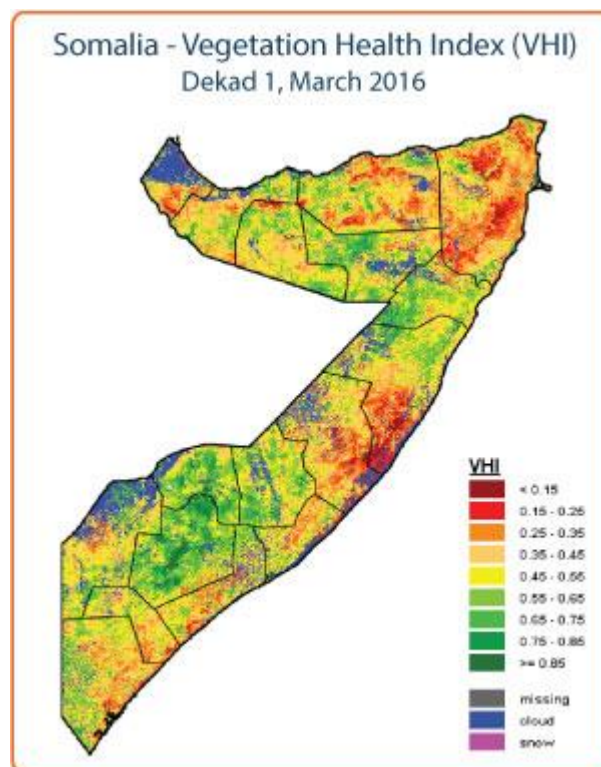 Somalia - Vegetation Health Index (VHI)
Dekad 1, March 2016
VHI
< 0.15
0.15 - 0.25
0.25 - 0.35
0.35 - 0.45
0.45 - 0.55
0.55 - 0.65
0.65 - 0.75
0.75 - 0.85
>= 0.85
missing
cloud
snow